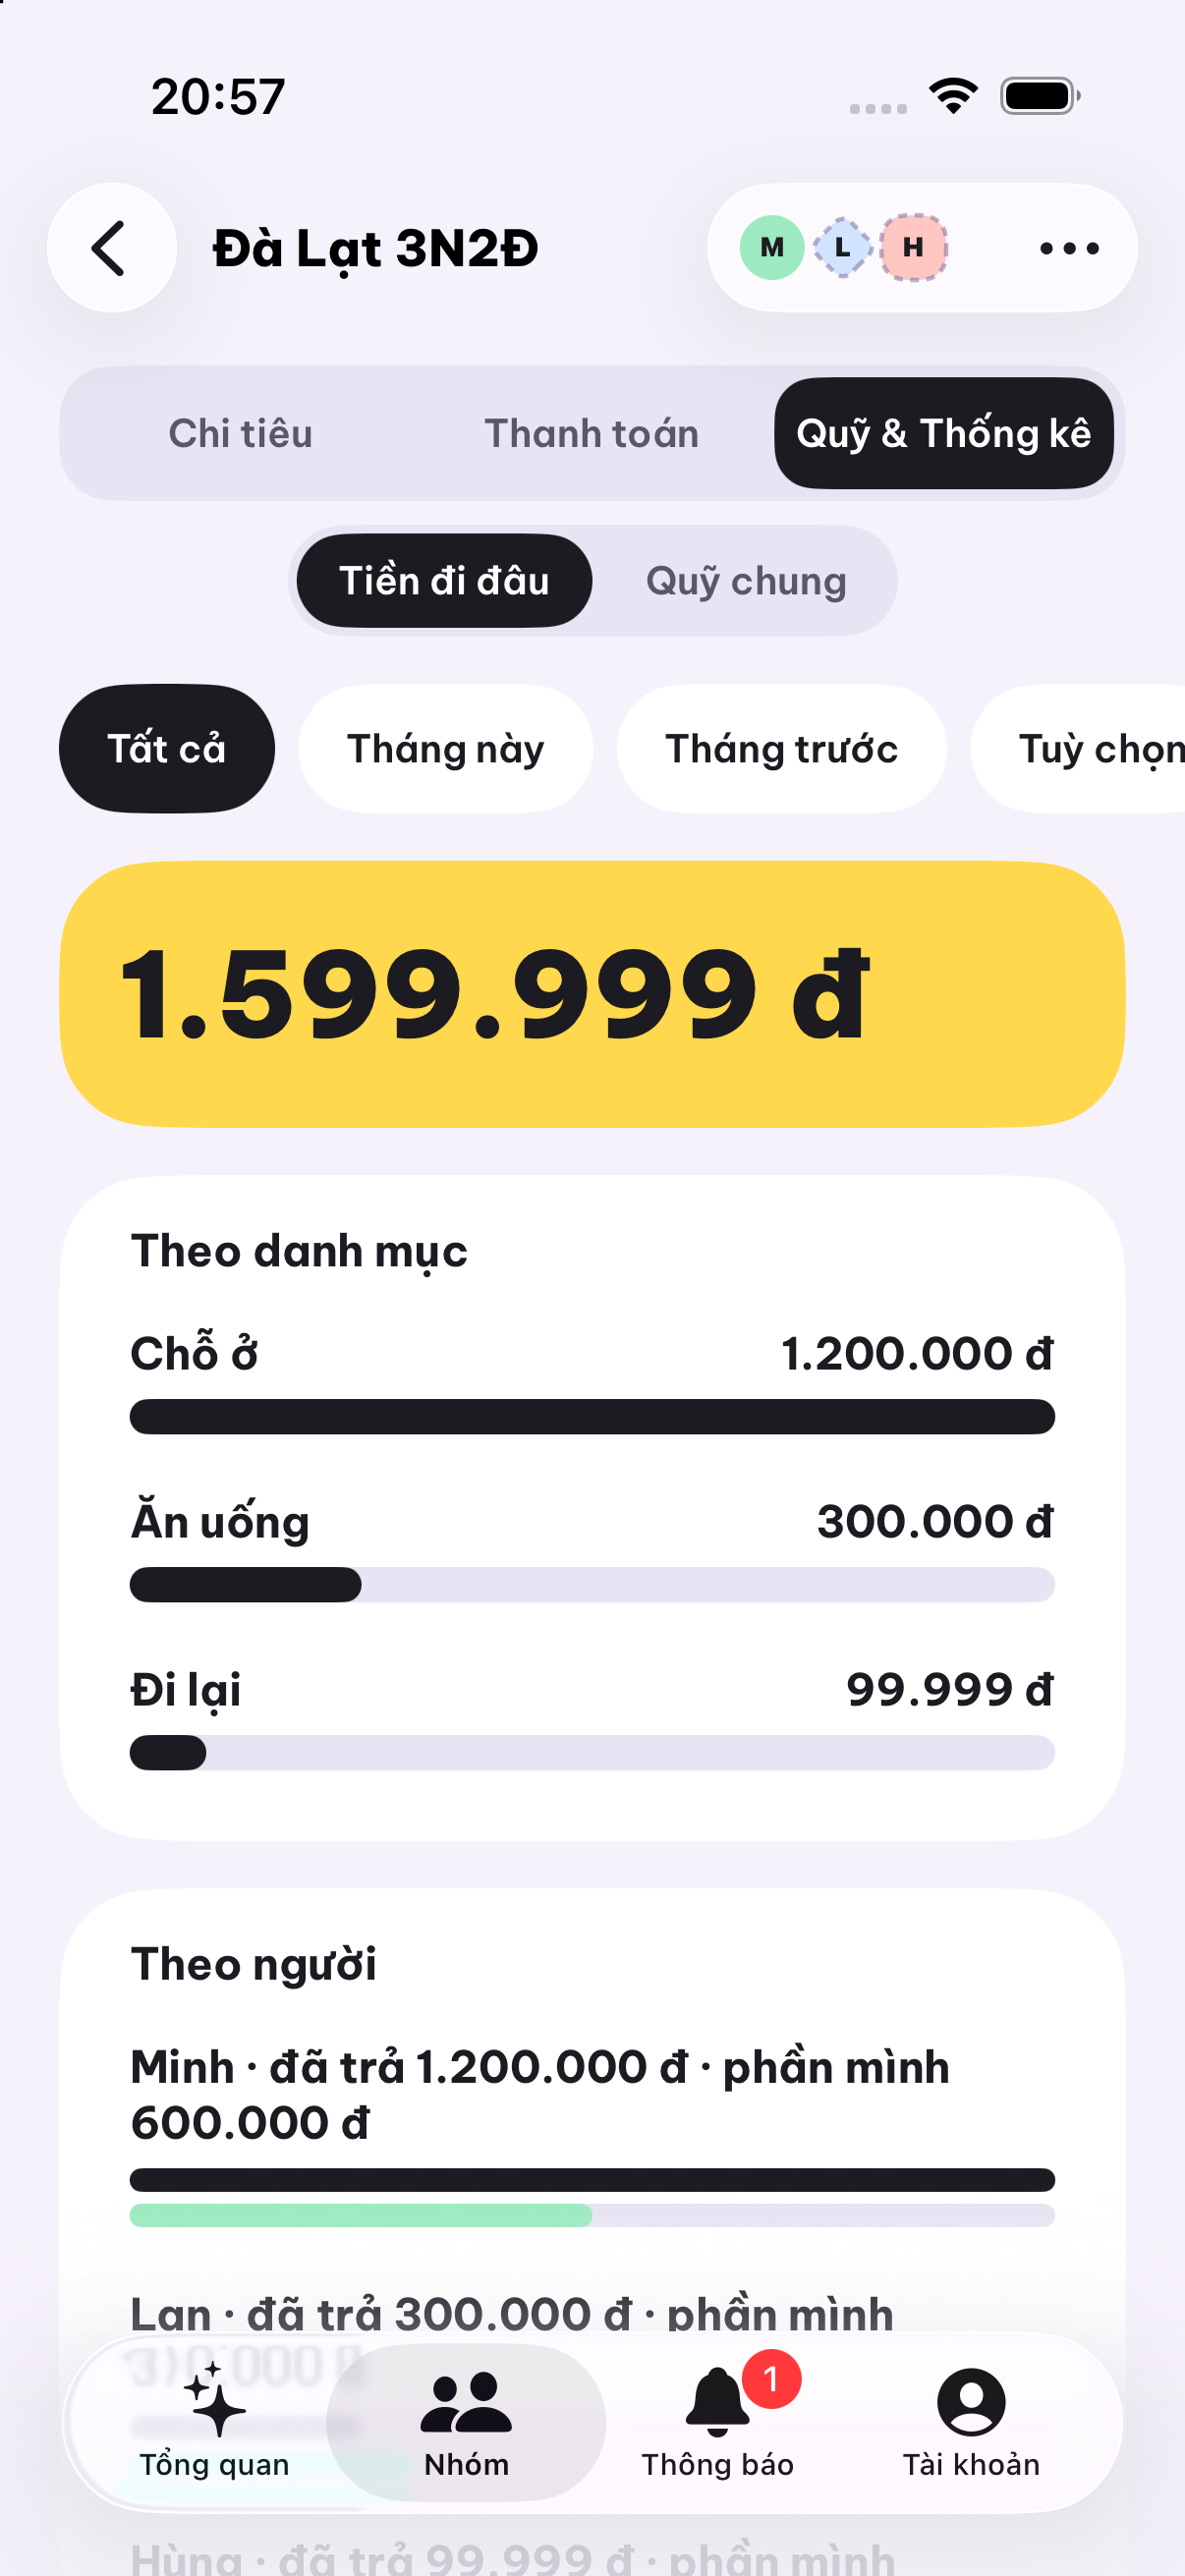 20:57
Đà Lạt 3N2Đ
M L H
Chi tiêu Thanh toán Quỹ & Thống kê
Tiền đi đâu Quỹ chung
Tất cả Tháng này Tháng trước Tuỳ chọn
1.599.999 đ
Theo danh mục
Chỗ ở 1.200.000 đ
Ăn uống 300.000 đ
Đi lại 99.999 đ
Theo người
Minh · đã trả 1.200.000 đ · phần mình
600.000 đ
Lan · đã trả 300.000 đ · phần mình
1
Tổng quan Nhóm Thông báo Tài khoản
Hùng · đã trả 99.999 đ · phần mình